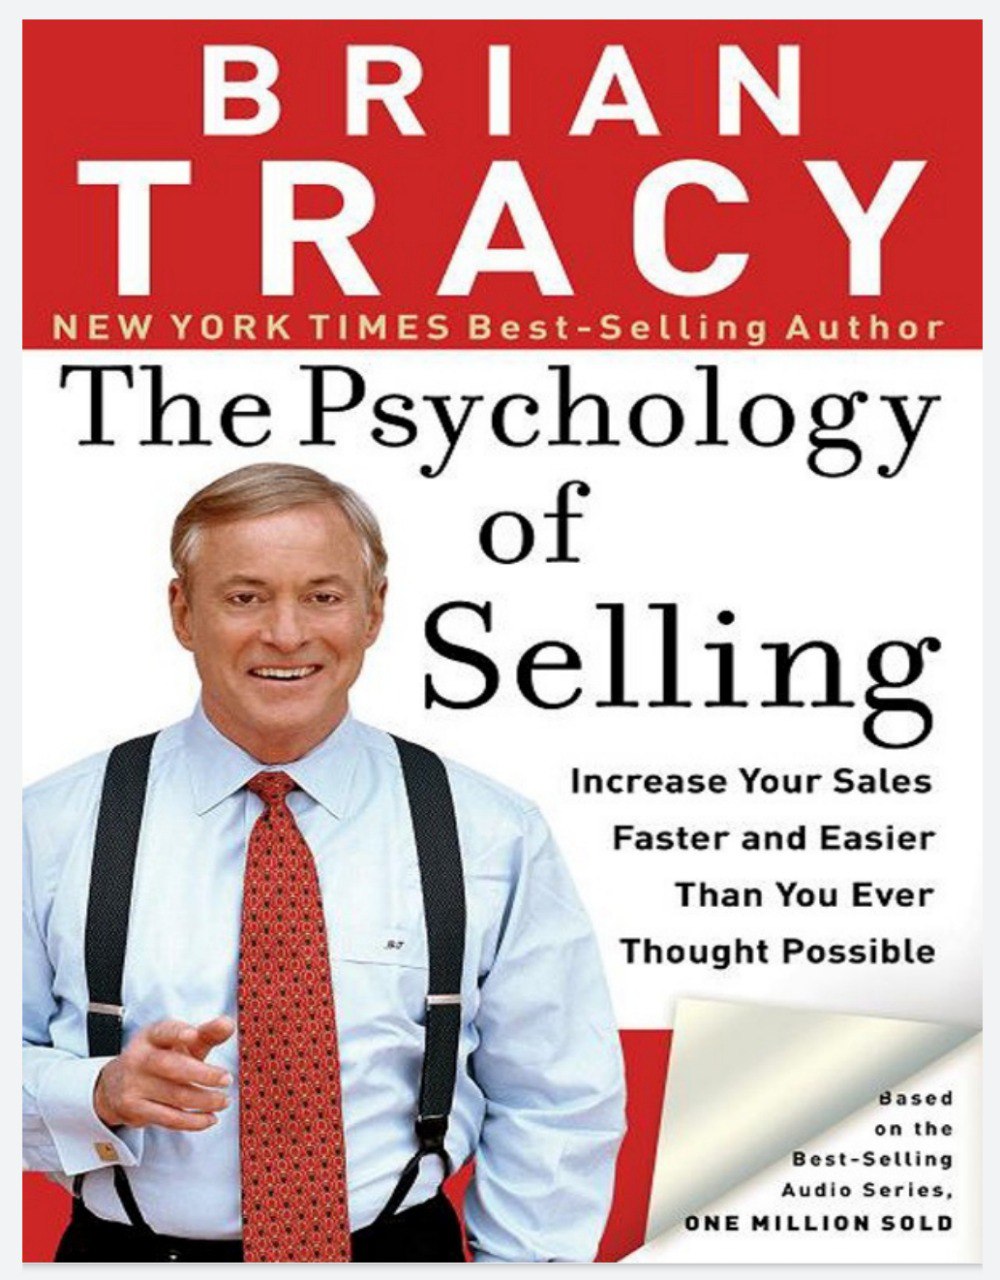 BRIAN
TRACY
NEW YORK TIMES Best-Selling Author
The Psychology
of
Selling
Increase Your Sales
Faster and Easier
Than You Ever
Thought Possible
Based
on the
Best-Selling
Audio Series,
ONE MILLION SOLD